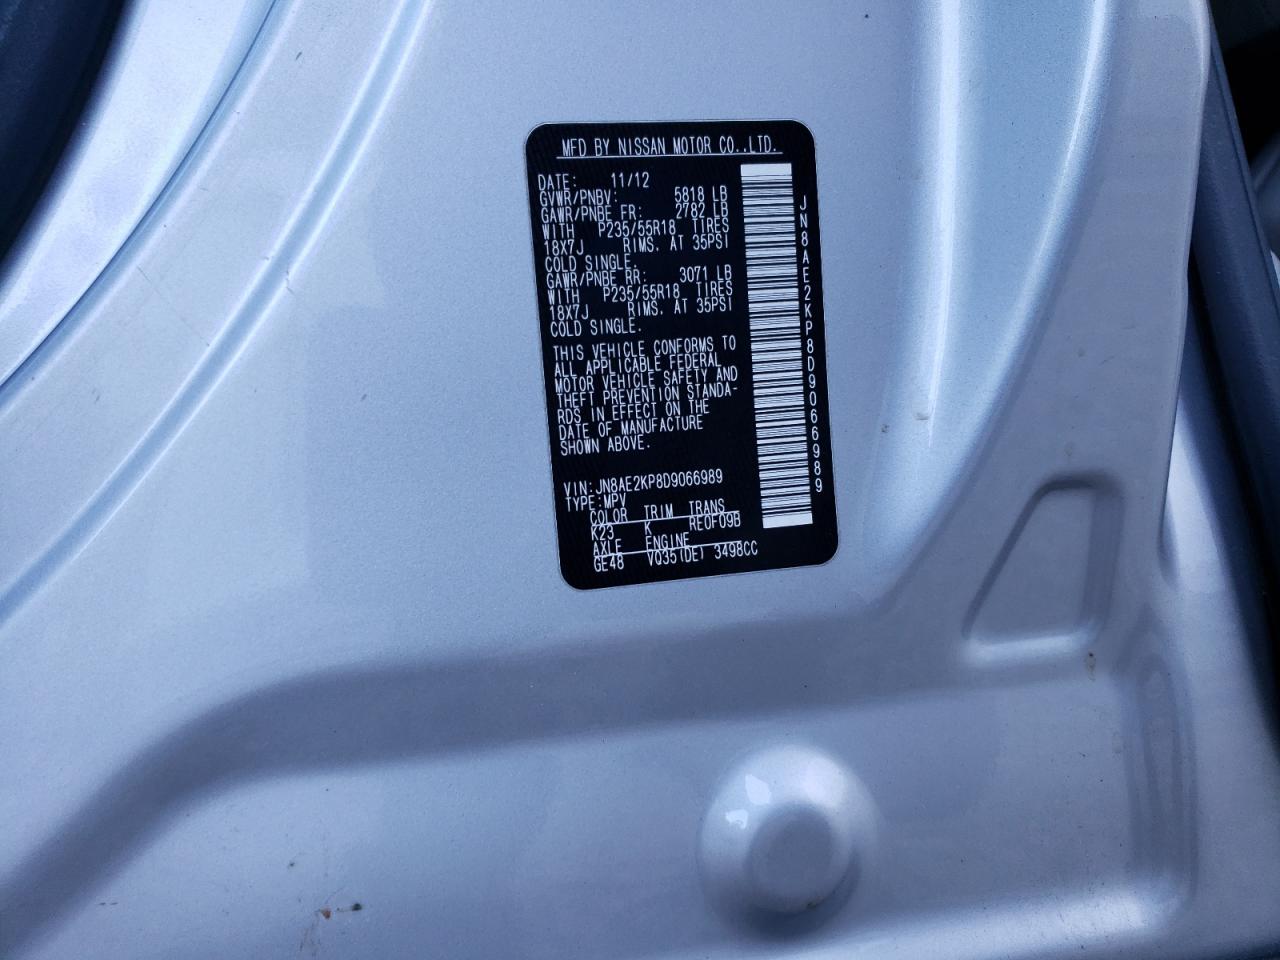 MFD BY NISSAN MOTOR CO.,LTD.
DATE: 11/12
GVWR/PNBV: 5818 LB
GAWR/PNBE FR: 2782 LB
WITH P235/55R18 TIRES
18X7J RIMS. AT 35PSI
COLD SINGLE.
GAWR/PNBE RR: 3071 LB
WITH P235/55R18 TIRES
18X7J RIMS. AT 35PSI
COLD SINGLE.
THIS VEHICLE CONFORMS TO
ALL APPLICABLE FEDERAL
MOTOR VEHICLE SAFETY AND
THEFT PREVENTION STANDA-
RDS IN EFFECT ON THE
DATE OF MANUFACTURE
SHOWN ABOVE.
VIN:JN8AE2KP8D9066989
TYPE:MPV
COLOR TRIM TRANS
K23 K RE0F09B
AXLE ENGINE
GE48 VQ35(DE) 3498CC
JN8AE2KP8D9066989